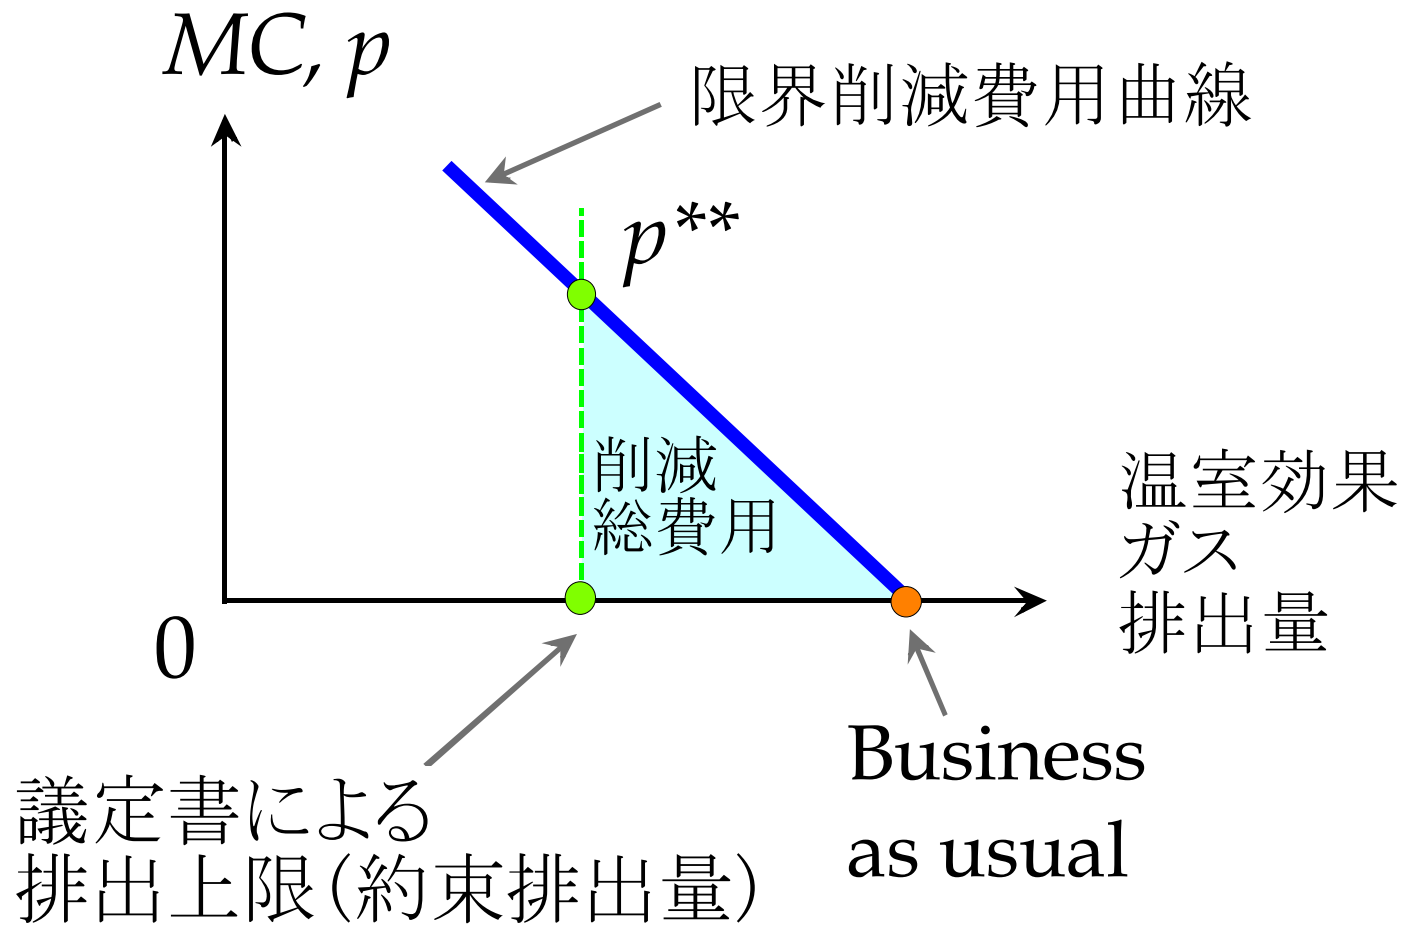 MC, p
限界削減費用曲線
p**
削減
総費用
温室効果
ガス
排出量
0
Business
as usual
議定書による
排出上限(約束排出量)